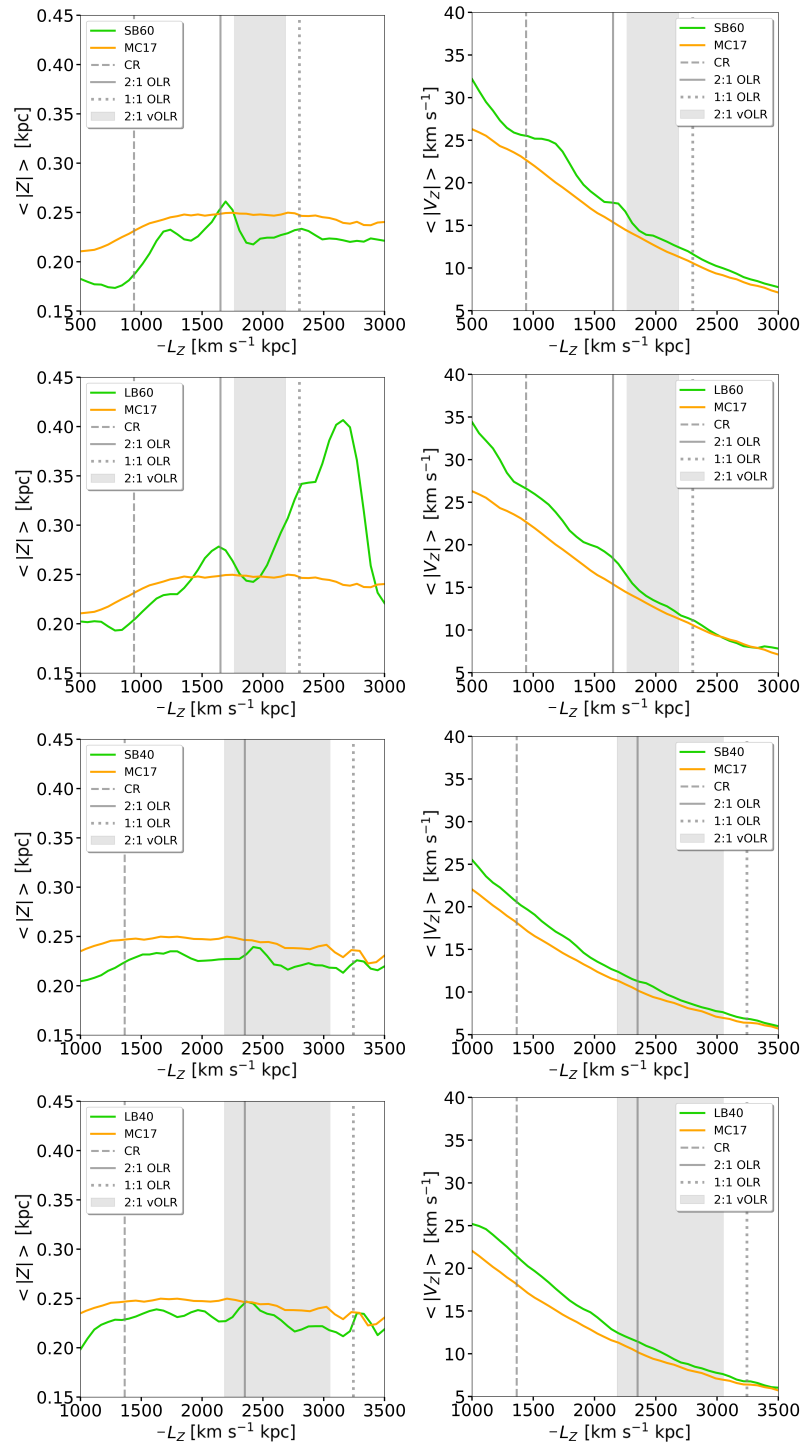 0.45
0.40
0.35
0.30
0.25
0.20
0.15
< |Z| > [kpc]
SB60
MC17
CR
2:1 OLR
1:1 OLR
2:1 vOLR
500 1000 1500 2000 2500 3000
−L_Z [km s⁻¹ kpc]
40
35
30
25
20
15
10
5
< |V_Z| > [km s⁻¹]
SB60
MC17
CR
2:1 OLR
1:1 OLR
2:1 vOLR
500 1000 1500 2000 2500 3000
−L_Z [km s⁻¹ kpc]
0.45
0.40
0.35
0.30
0.25
0.20
0.15
< |Z| > [kpc]
LB60
MC17
CR
2:1 OLR
1:1 OLR
2:1 vOLR
500 1000 1500 2000 2500 3000
−L_Z [km s⁻¹ kpc]
40
35
30
25
20
15
10
5
< |V_Z| > [km s⁻¹]
LB60
MC17
CR
2:1 OLR
1:1 OLR
2:1 vOLR
500 1000 1500 2000 2500 3000
−L_Z [km s⁻¹ kpc]
0.45
0.40
0.35
0.30
0.25
0.20
0.15
< |Z| > [kpc]
SB40
MC17
CR
2:1 OLR
1:1 OLR
2:1 vOLR
1000 1500 2000 2500 3000 3500
−L_Z [km s⁻¹ kpc]
40
35
30
25
20
15
10
5
< |V_Z| > [km s⁻¹]
SB40
MC17
CR
2:1 OLR
1:1 OLR
2:1 vOLR
1000 1500 2000 2500 3000 3500
−L_Z [km s⁻¹ kpc]
0.45
0.40
0.35
0.30
0.25
0.20
0.15
< |Z| > [kpc]
LB40
MC17
CR
2:1 OLR
1:1 OLR
2:1 vOLR
1000 1500 2000 2500 3000 3500
−L_Z [km s⁻¹ kpc]
40
35
30
25
20
15
10
5
< |V_Z| > [km s⁻¹]
LB40
MC17
CR
2:1 OLR
1:1 OLR
2:1 vOLR
1000 1500 2000 2500 3000 3500
−L_Z [km s⁻¹ kpc]